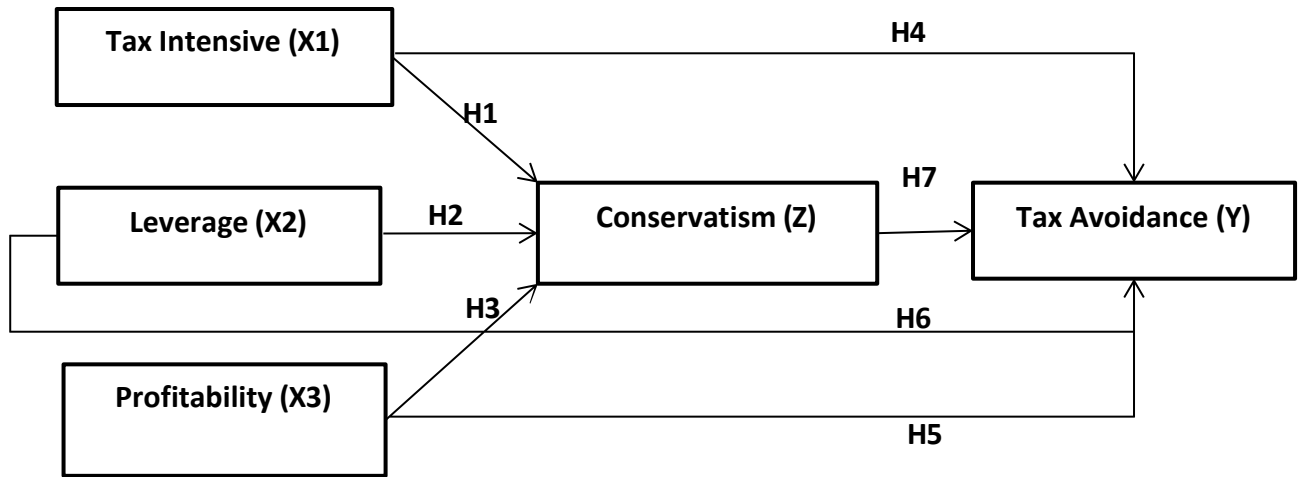 Tax Intensive (X1)
H4
H1
H7
Leverage (X2)
H2
Conservatism (Z)
Tax Avoidance (Y)
H3
H6
Profitability (X3)
H5